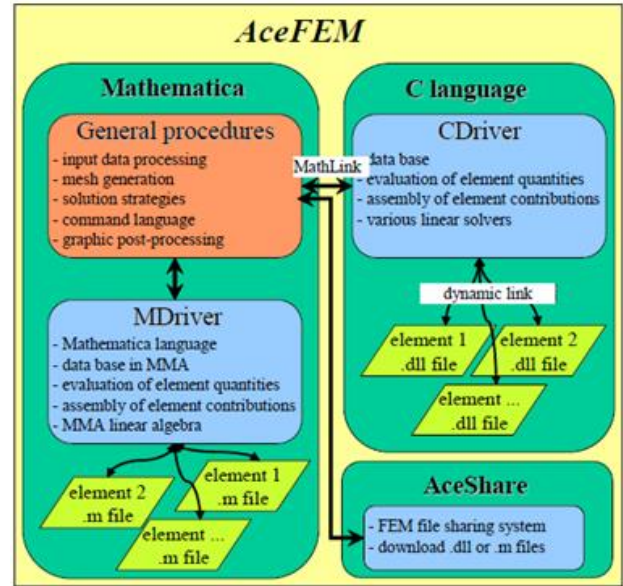 AceFEM
Mathematica
General procedures
- input data processing
- mesh generation
- solution strategies
- command language
- graphic post-processing
MathLink
MDriver
- Mathematica language
- data base in MMA
- evaluation of element quantities
- assembly of element contributions
- MMA linear algebra
element 2
.m file
element 1
.m file
element ...
.m file
C language
CDriver
data base
- evaluation of element quantities
- assembly of element contributions
- various linear solvers
dynamic link
element 1
.dll file
element 2
.dll file
element ...
.dll file
AceShare
- FEM file sharing system
- download .dll or .m files